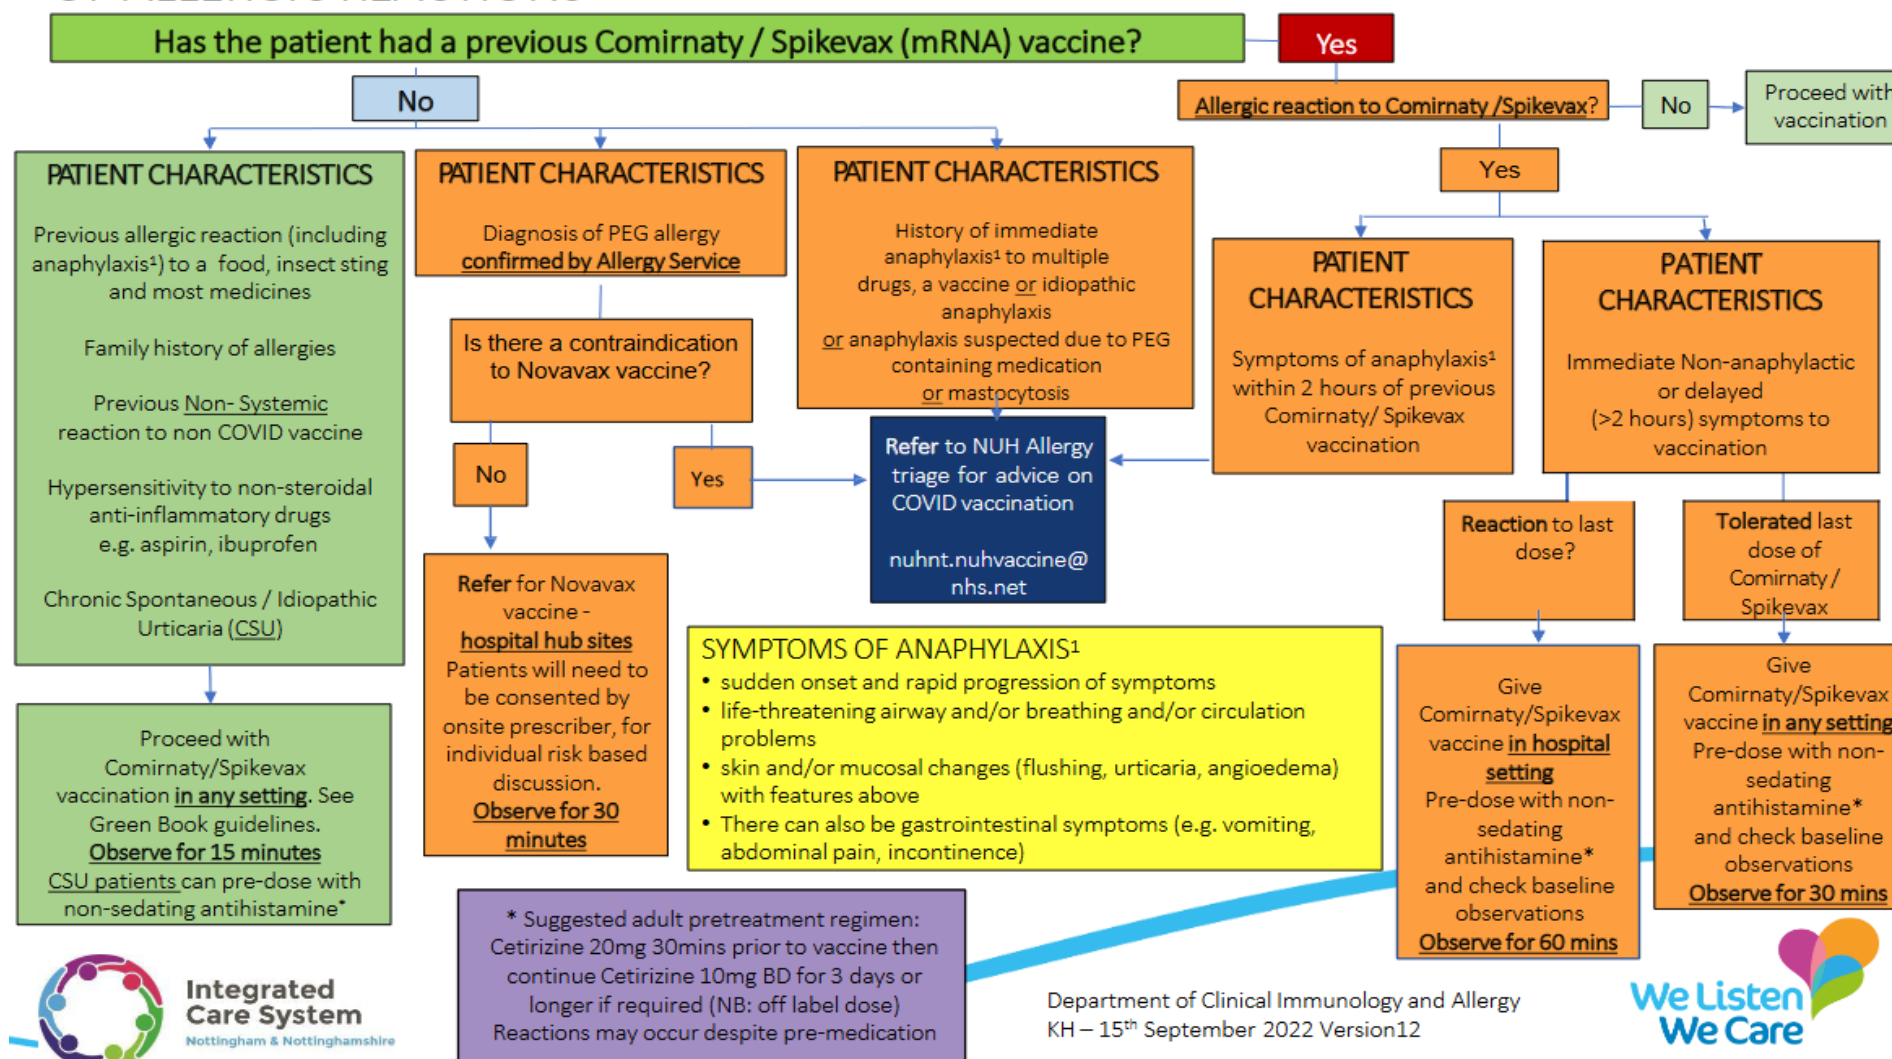 Has the patient had a previous Comirnaty / Spikevax (mRNA) vaccine?
Yes
No
Allergic reaction to Comirnaty /Spikevax?
No
Proceed with
vaccination
Yes
PATIENT CHARACTERISTICS
Previous allergic reaction (including
anaphylaxis¹) to a food, insect sting
and most medicines
Family history of allergies
Previous Non- Systemic
reaction to non COVID vaccine
Hypersensitivity to non-steroidal
anti-inflammatory drugs
e.g. aspirin, ibuprofen
Chronic Spontaneous / Idiopathic
Urticaria (CSU)
Proceed with
Comirnaty/Spikevax
vaccination in any setting. See
Green Book guidelines.
Observe for 15 minutes
CSU patients can pre-dose with
non-sedating antihistamine*
PATIENT CHARACTERISTICS
Diagnosis of PEG allergy
confirmed by Allergy Service
Is there a contraindication
to Novavax vaccine?
No
Yes
Refer for Novavax
vaccine -
hospital hub sites
Patients will need to
be consented by
onsite prescriber, for
individual risk based
discussion.
Observe for 30
minutes
PATIENT CHARACTERISTICS
History of immediate
anaphylaxis¹ to multiple
drugs, a vaccine or idiopathic
anaphylaxis
or anaphylaxis suspected due to PEG
containing medication
or mastocytosis
Refer to NUH Allergy
triage for advice on
COVID vaccination
nuhnt.nuhvaccine@
nhs.net
PATIENT
CHARACTERISTICS
Symptoms of anaphylaxis¹
within 2 hours of previous
Comirnaty/ Spikevax
vaccination
PATIENT
CHARACTERISTICS
Immediate Non-anaphylactic
or delayed
(>2 hours) symptoms to
vaccination
Reaction to last
dose?
Tolerated last
dose of
Comirnaty /
Spikevax
Give
Comirnaty/Spikevax
vaccine in hospital
setting
Pre-dose with non-
sedating
antihistamine*
and check baseline
observations
Observe for 60 mins
Give
Comirnaty/Spikevax
vaccine in any setting
Pre-dose with non-
sedating
antihistamine*
and check baseline
observations
Observe for 30 mins
SYMPTOMS OF ANAPHYLAXIS¹
• sudden onset and rapid progression of symptoms
• life-threatening airway and/or breathing and/or circulation
problems
• skin and/or mucosal changes (flushing, urticaria, angioedema)
with features above
• There can also be gastrointestinal symptoms (e.g. vomiting,
abdominal pain, incontinence)
* Suggested adult pretreatment regimen:
Cetirizine 20mg 30mins prior to vaccine then
continue Cetirizine 10mg BD for 3 days or
longer if required (NB: off label dose)
Reactions may occur despite pre-medication
Integrated
Care System
Nottingham & Nottinghamshire
Department of Clinical Immunology and Allergy
KH – 15th September 2022 Version12
We Listen
We Care